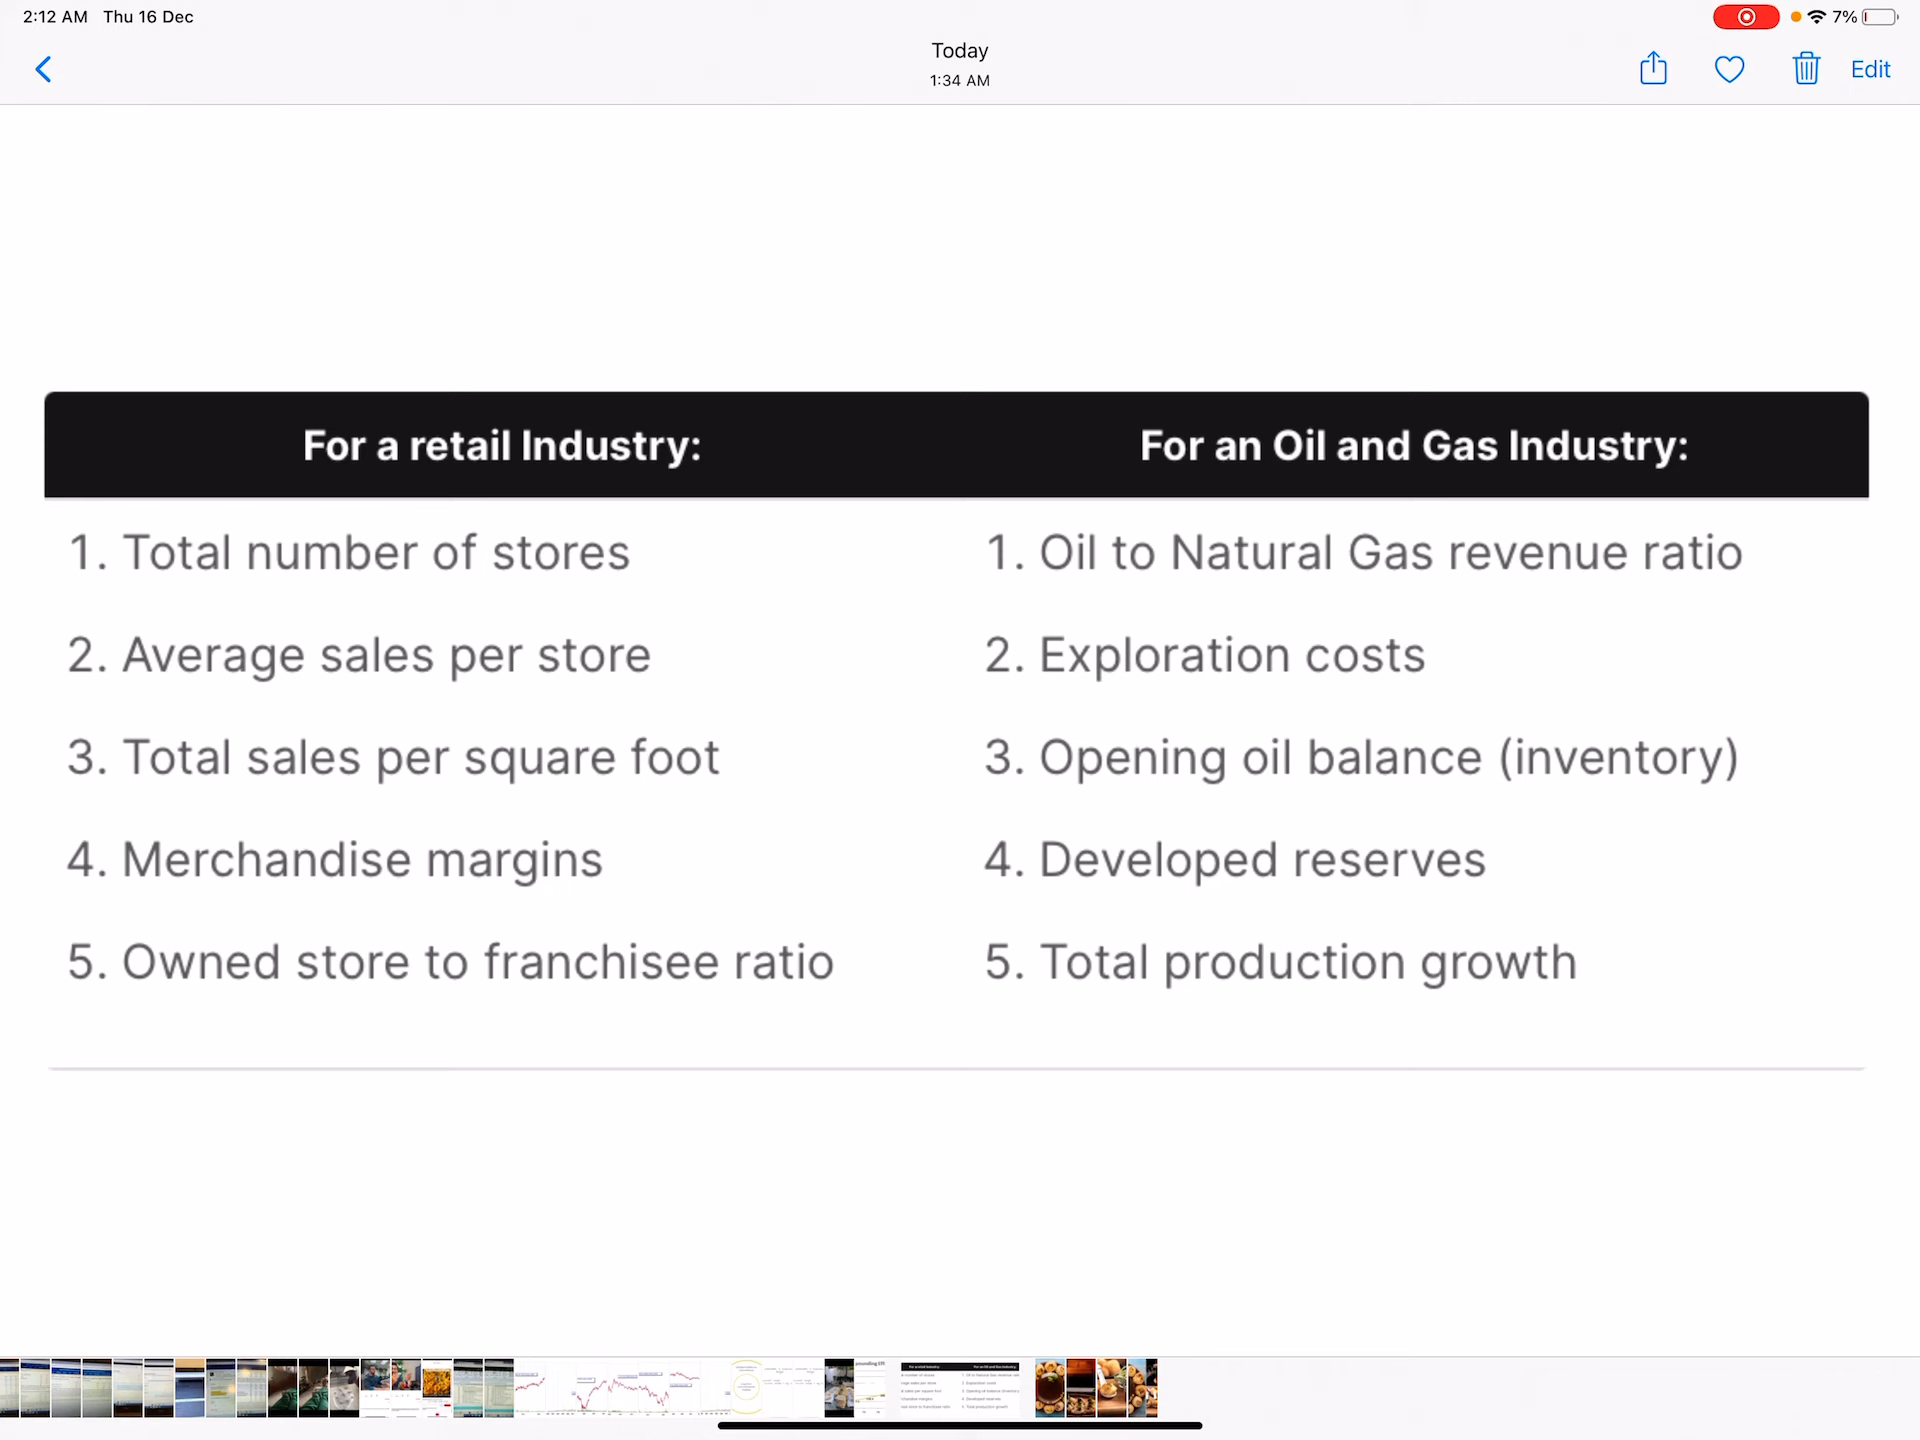 2:12 AM Thu 16 Dec
7%
Today
1:34 AM
Edit
For a retail Industry:
1. Total number of stores
2. Average sales per store
3. Total sales per square foot
4. Merchandise margins
5. Owned store to franchisee ratio
For an Oil and Gas Industry:
1. Oil to Natural Gas revenue ratio
2. Exploration costs
3. Opening oil balance (inventory)
4. Developed reserves
5. Total production growth